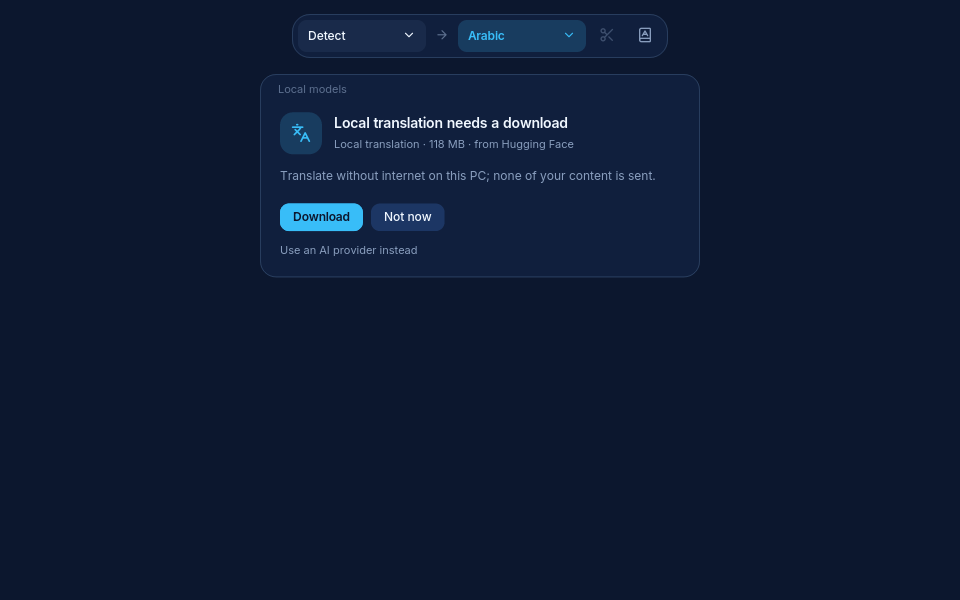 Detect
Arabic
Local models
Local translation needs a download
Local translation · 118 MB · from Hugging Face
Translate without internet on this PC; none of your content is sent.
Download
Not now
Use an AI provider instead